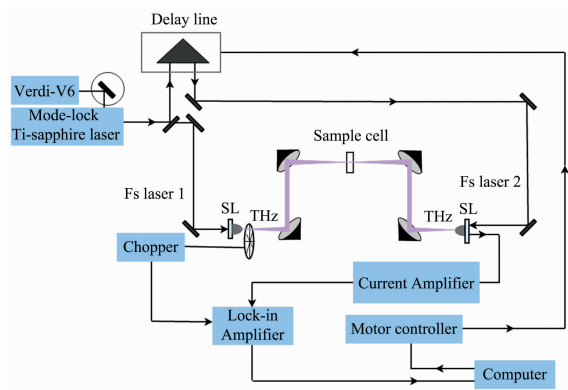 Delay line
Verdi-V6
Mode-lock
Ti-sapphire laser
Sample cell
Fs laser 1
Fs laser 2
SL
THz
THz
SL
Chopper
Current Amplifier
Lock-in
Amplifier
Motor controller
Computer